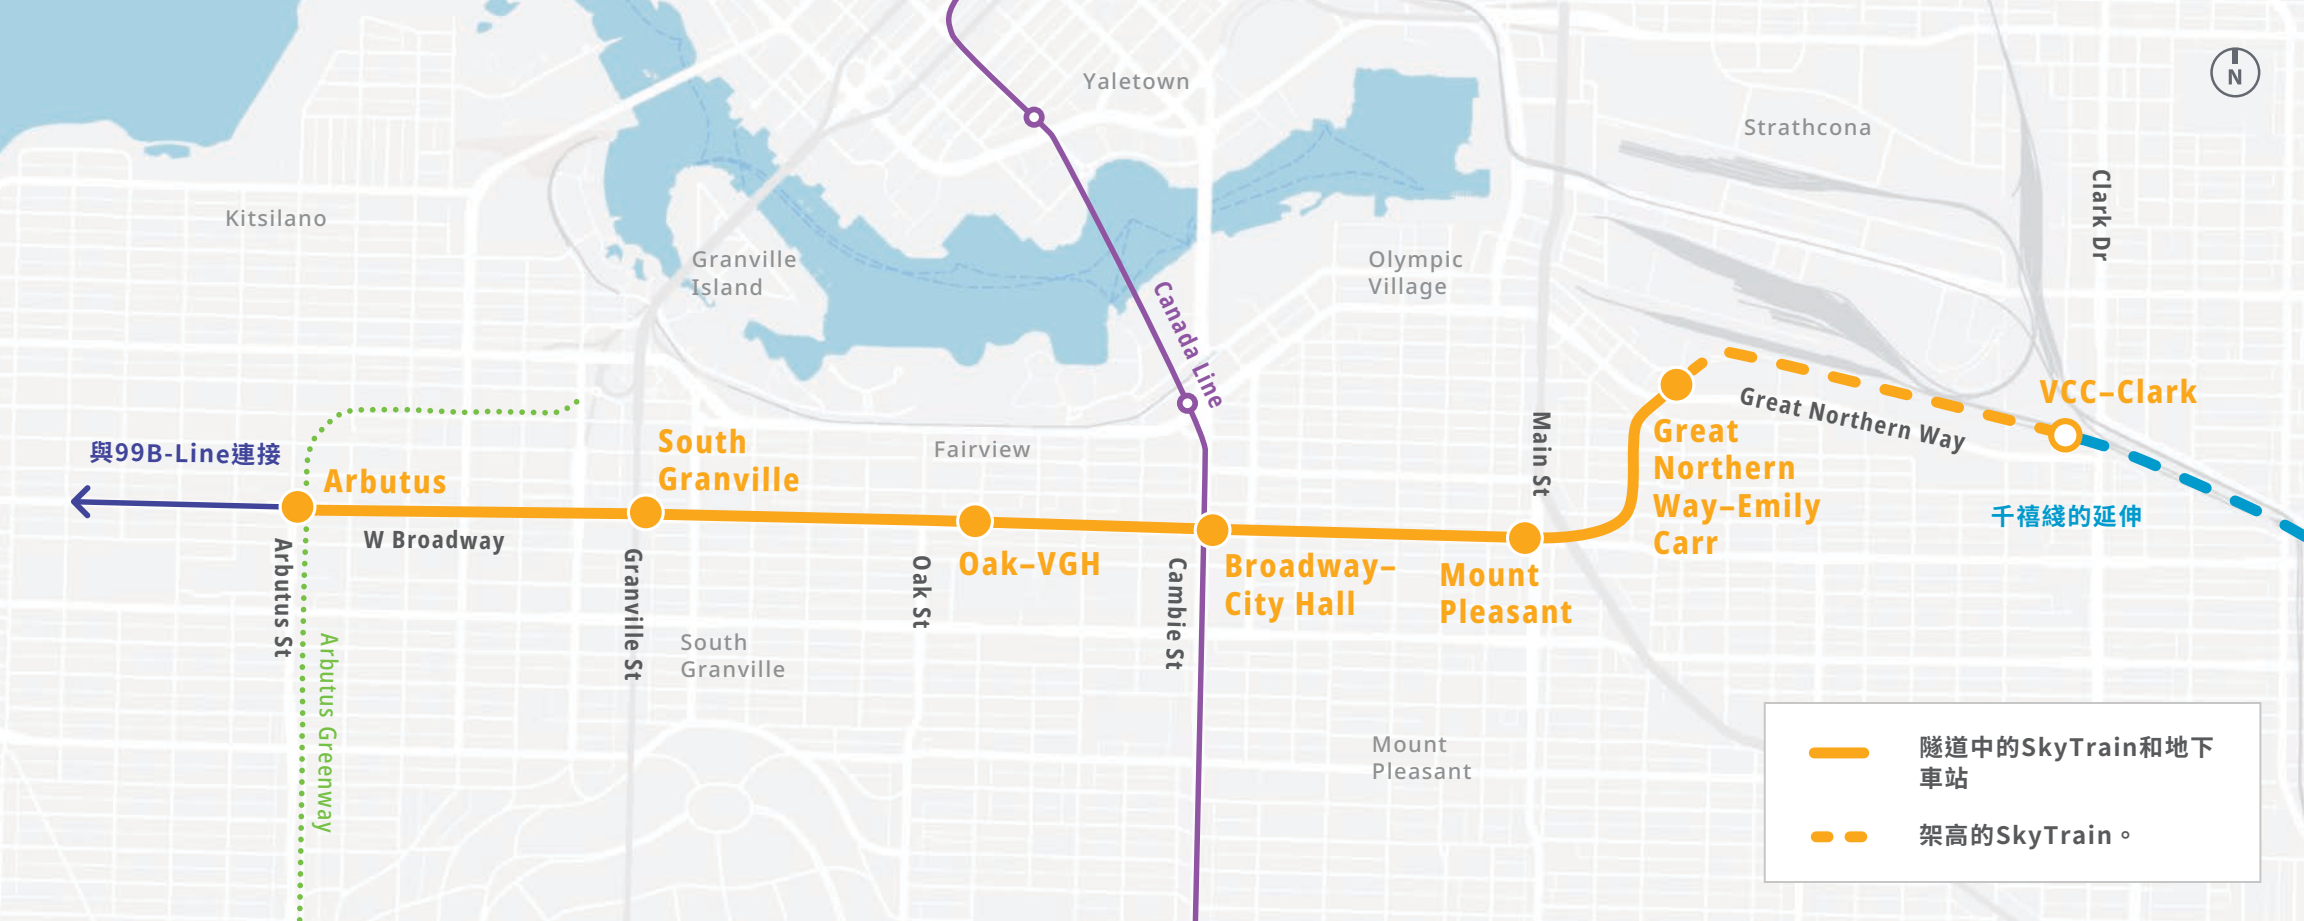 Yaletown
N
Strathcona
Clark Dr
Kitsilano
Granville
Island
Olympic
Village
Canada Line
VCC–Clark
Great Northern Way
與99B-Line連接
Arbutus
South
Granville
Fairview
Main St
Great
Northern
Way–Emily
Carr
千禧綫的延伸
W Broadway
Oak–VGH
Broadway–
City Hall
Mount
Pleasant
Arbutus St
Granville St
Oak St
Cambie St
Arbutus Greenway
South
Granville
Mount
Pleasant
隧道中的SkyTrain和地下
車站
架高的SkyTrain。